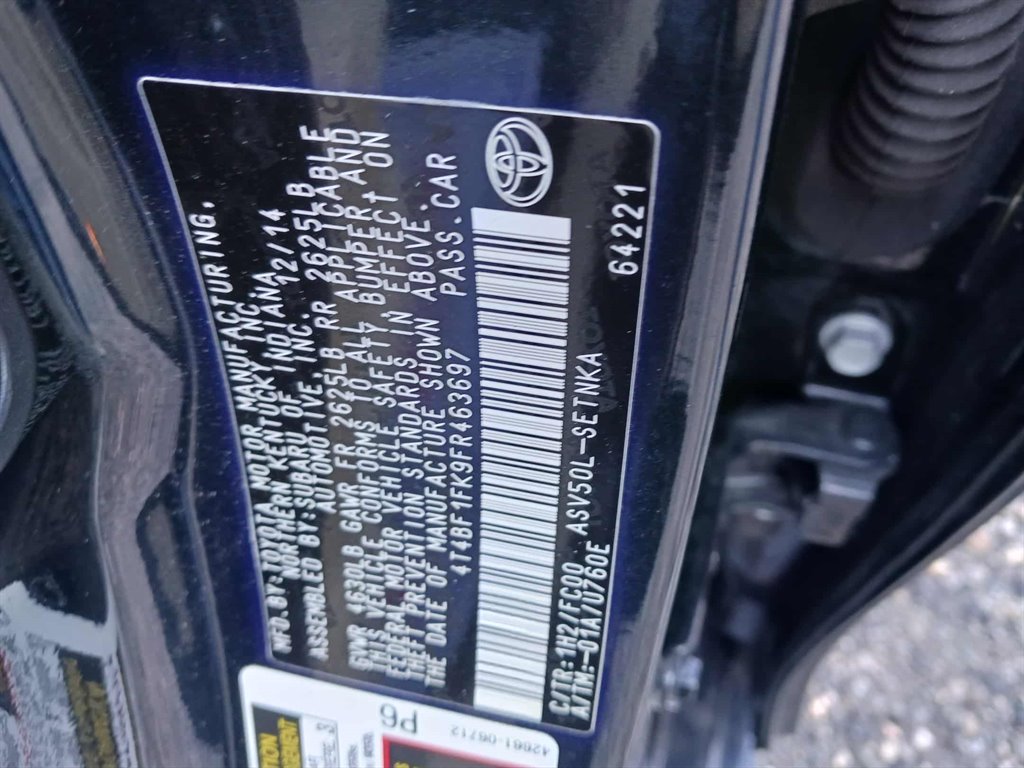 MFD.BY:TOYOTA MOTOR MANUFACTURING,
NORTHERN KENTUCKY,INC.
ASSEMBLED BY:SUBARU OF INDIANA
AUTOMOTIVE,INC. 12/14
GVWR 4630LB GAWR FR 2625LB RR 2625LB
THIS VEHICLE CONFORMS TO ALL APPLICABLE
FEDERAL MOTOR VEHICLE SAFETY,BUMPER,AND
THEFT PREVENTION STANDARDS IN EFFECT ON
THE DATE OF MANUFACTURE SHOWN ABOVE.
4T4BF1FK9FR463697 PASS.CAR
C/TR:1H2/FC00 ASV50L-SETNKA
A/TM:-01A/U760E 64221
P6
42661-06712